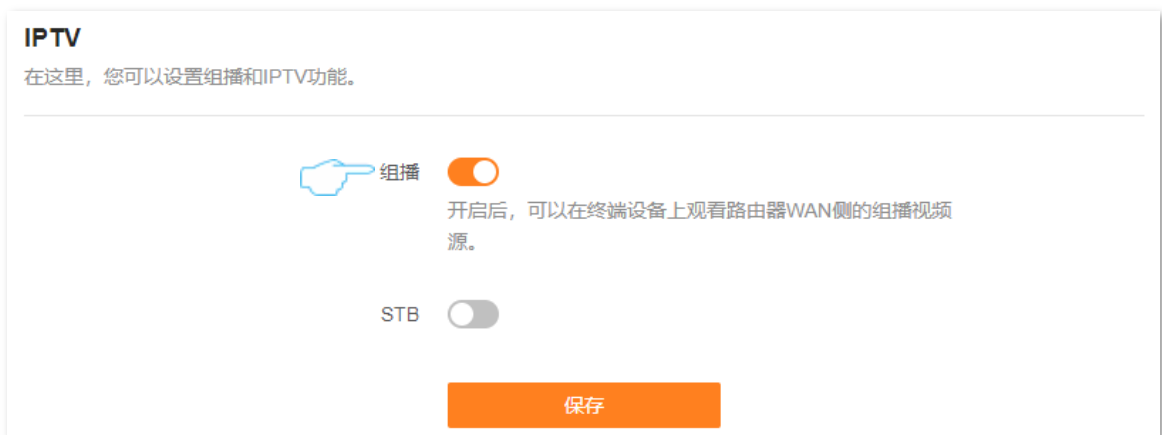 IPTV
在这里，您可以设置组播和IPTV功能。
组播
开启后，可以在终端设备上观看路由器WAN侧的组播视频
源。
STB
保存